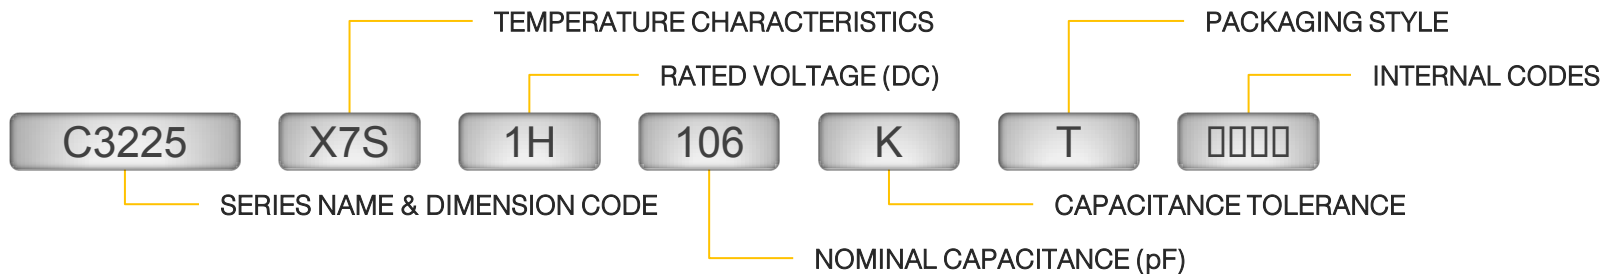 TEMPERATURE CHARACTERISTICS
PACKAGING STYLE
RATED VOLTAGE (DC)
INTERNAL CODES
C3225 X7S 1H 106 K T □□□□
SERIES NAME & DIMENSION CODE
CAPACITANCE TOLERANCE
NOMINAL CAPACITANCE (pF)